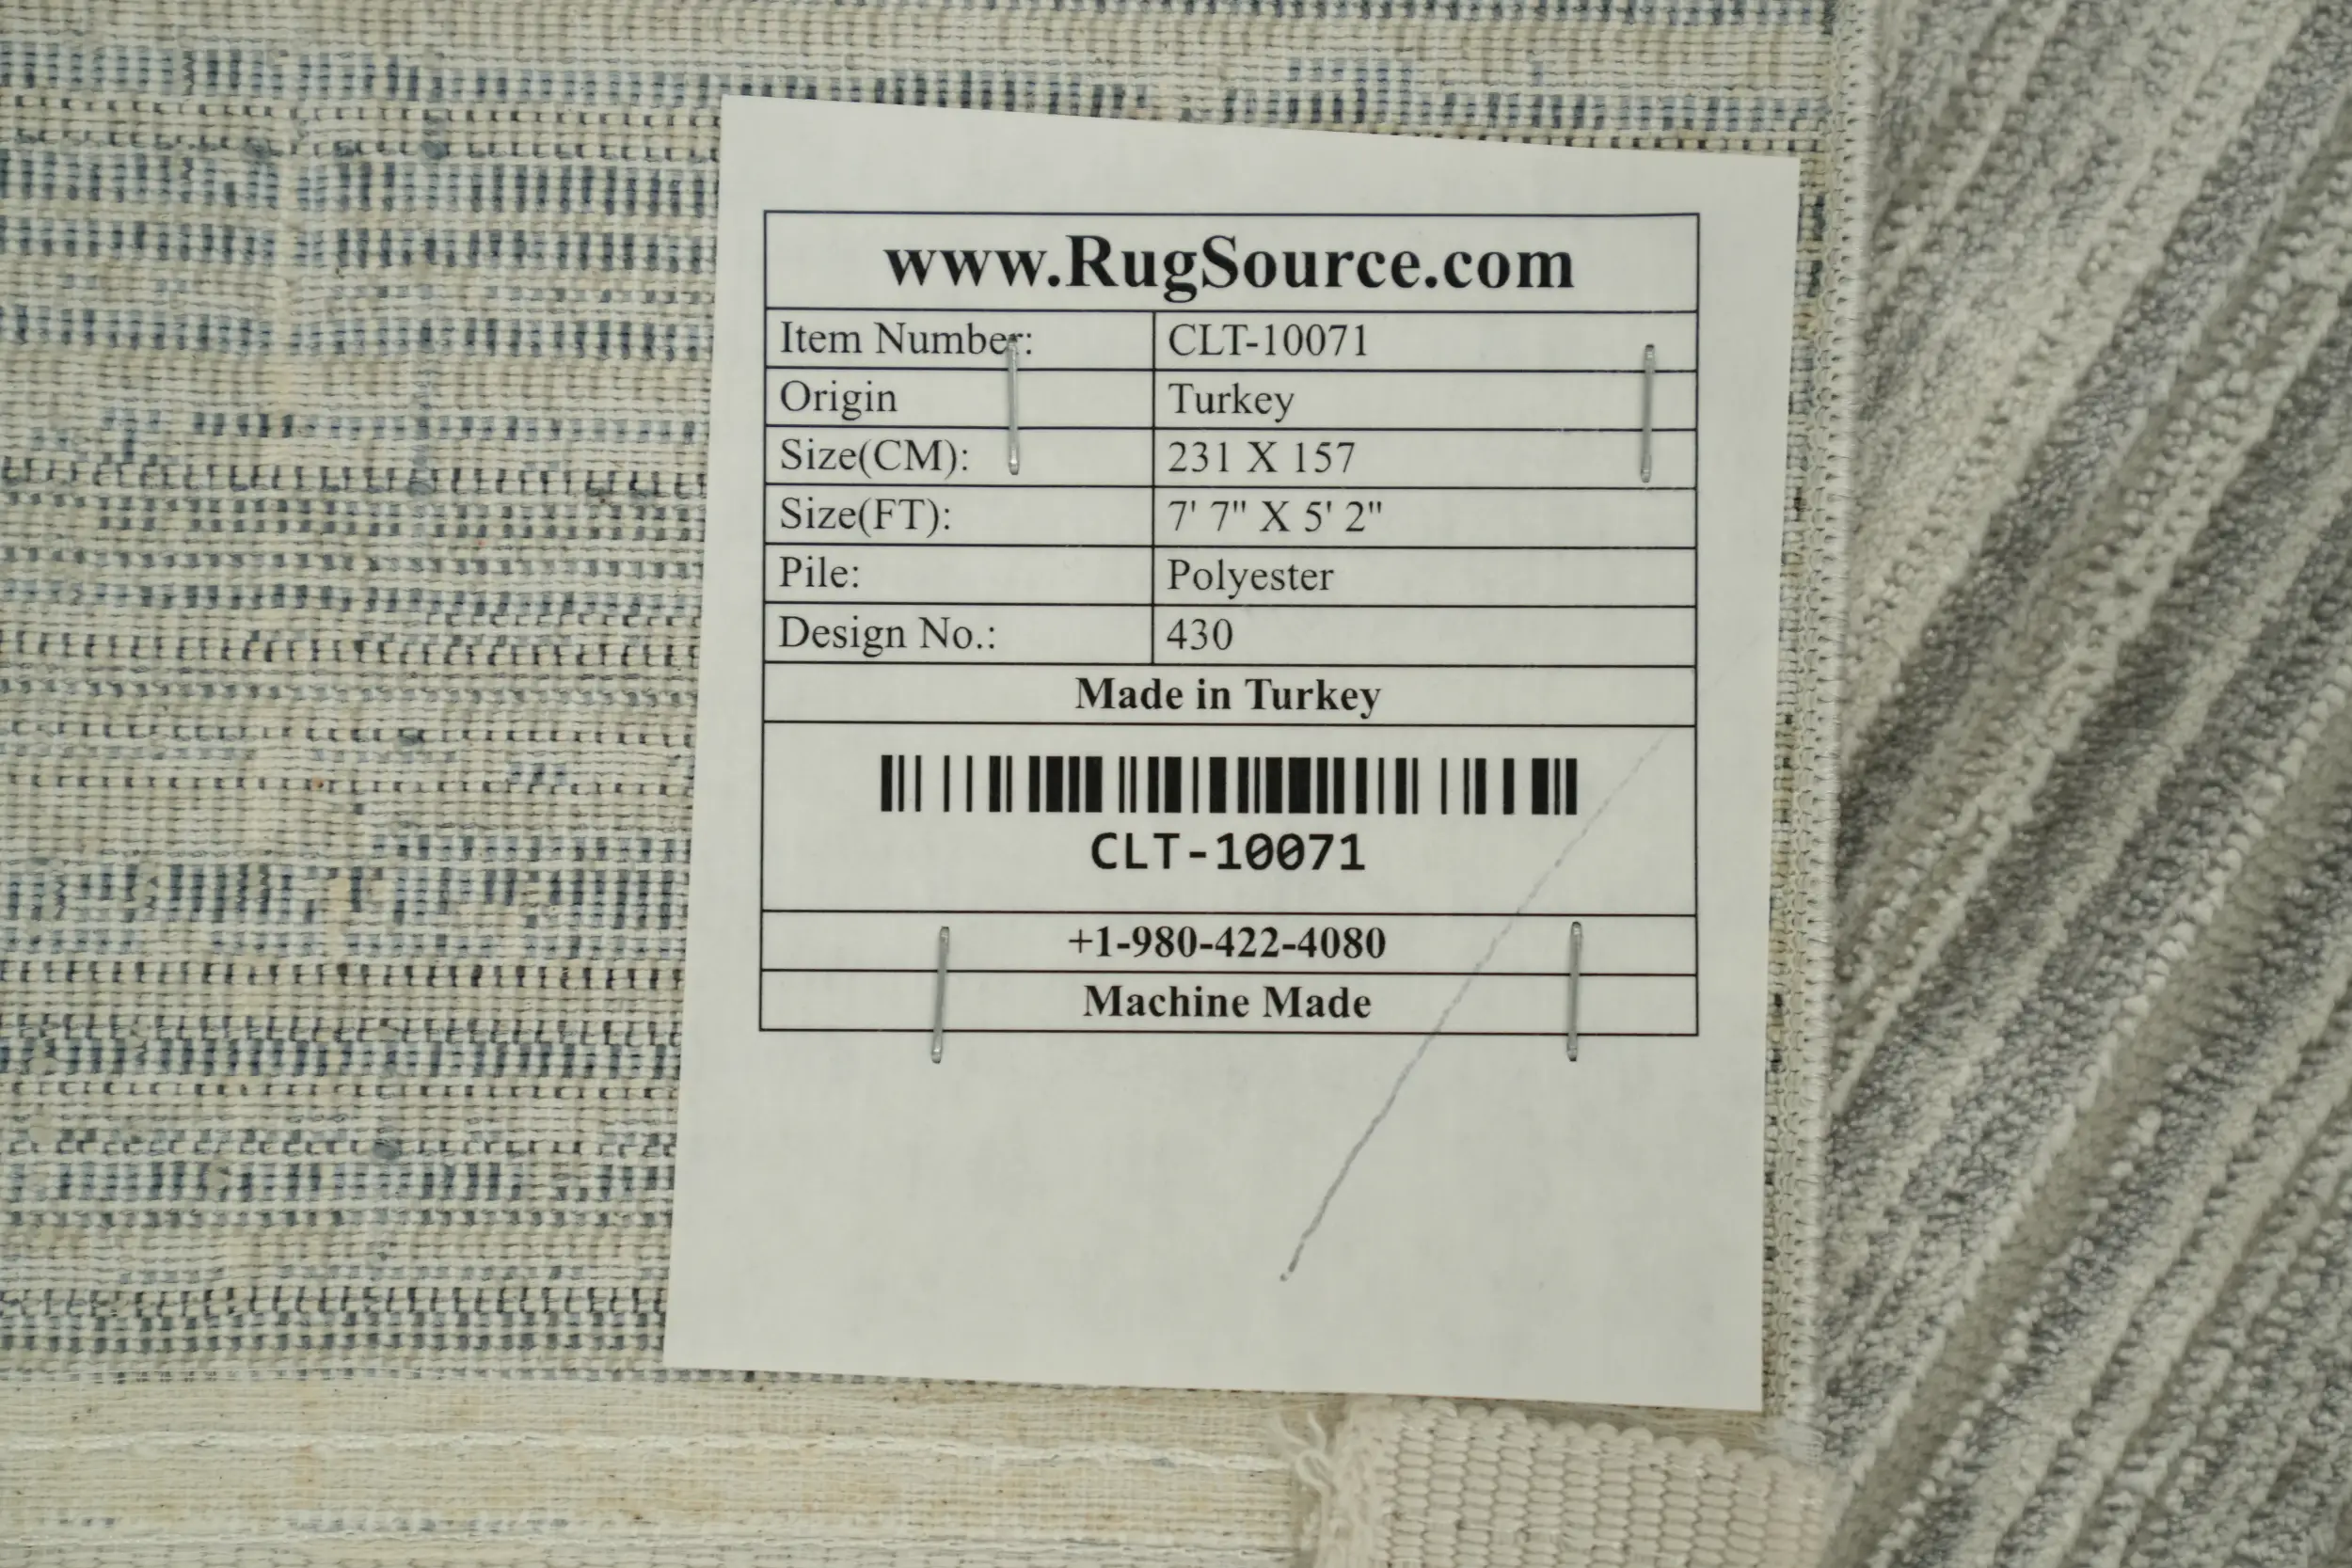 www.RugSource.com
Item Number: CLT-10071
Origin Turkey
Size(CM): 231 X 157
Size(FT): 7' 7" X 5' 2"
Pile: Polyester
Design No.: 430
Made in Turkey
CLT-10071
+1-980-422-4080
Machine Made